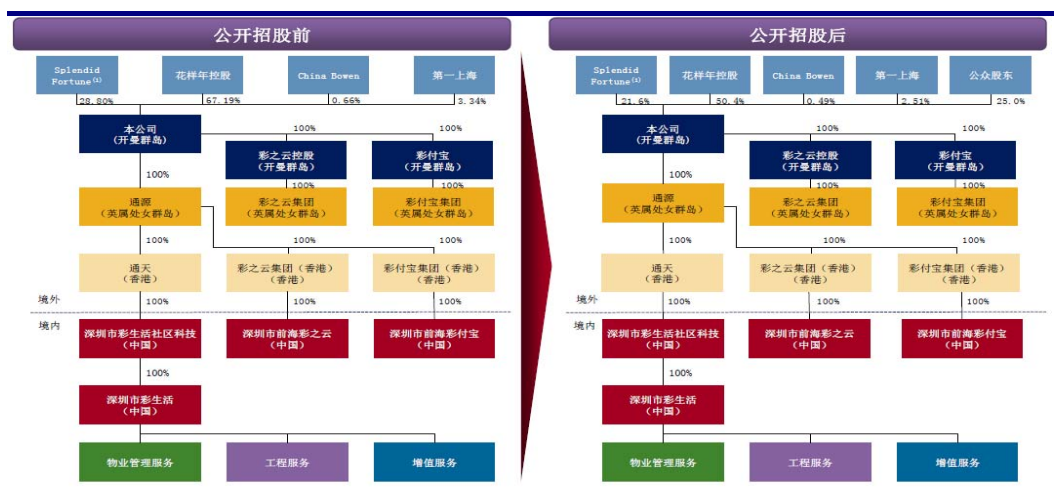 公开招股前
Splendid
Fortune(1)
花样年控股
China Bowen
第一上海
28.80%
67.19%
0.66%
3.34%
本公司
(开曼群岛)
100%
100%
彩之云控股
(开曼群岛)
彩付宝
(开曼群岛)
100%
100%
100%
通源
(英属处女群岛)
彩之云集团
(英属处女群岛)
彩付宝集团
(英属处女群岛)
100%
100%
100%
通天
(香港)
彩之云集团（香港）
(香港)
彩付宝集团（香港）
(香港)
境外
100%
100%
100%
境内
深圳市彩生活社区科技
(中国)
深圳市前海彩之云
(中国)
深圳市前海彩付宝
(中国)
100%
深圳市彩生活
(中国)
物业管理服务
工程服务
增值服务
公开招股后
Splendid
Fortune(1)
花样年控股
China Bowen
第一上海
公众股东
21.6%
50.4%
0.49%
2.51%
25.0%
本公司
(开曼群岛)
100%
100%
彩之云控股
(开曼群岛)
彩付宝
(开曼群岛)
100%
100%
100%
通源
(英属处女群岛)
彩之云集团
(英属处女群岛)
彩付宝集团
(英属处女群岛)
100%
100%
100%
通天
(香港)
彩之云集团（香港）
(香港)
彩付宝集团（香港）
(香港)
境外
100%
100%
100%
境内
深圳市彩生活社区科技
(中国)
深圳市前海彩之云
(中国)
深圳市前海彩付宝
(中国)
100%
深圳市彩生活
(中国)
物业管理服务
工程服务
增值服务